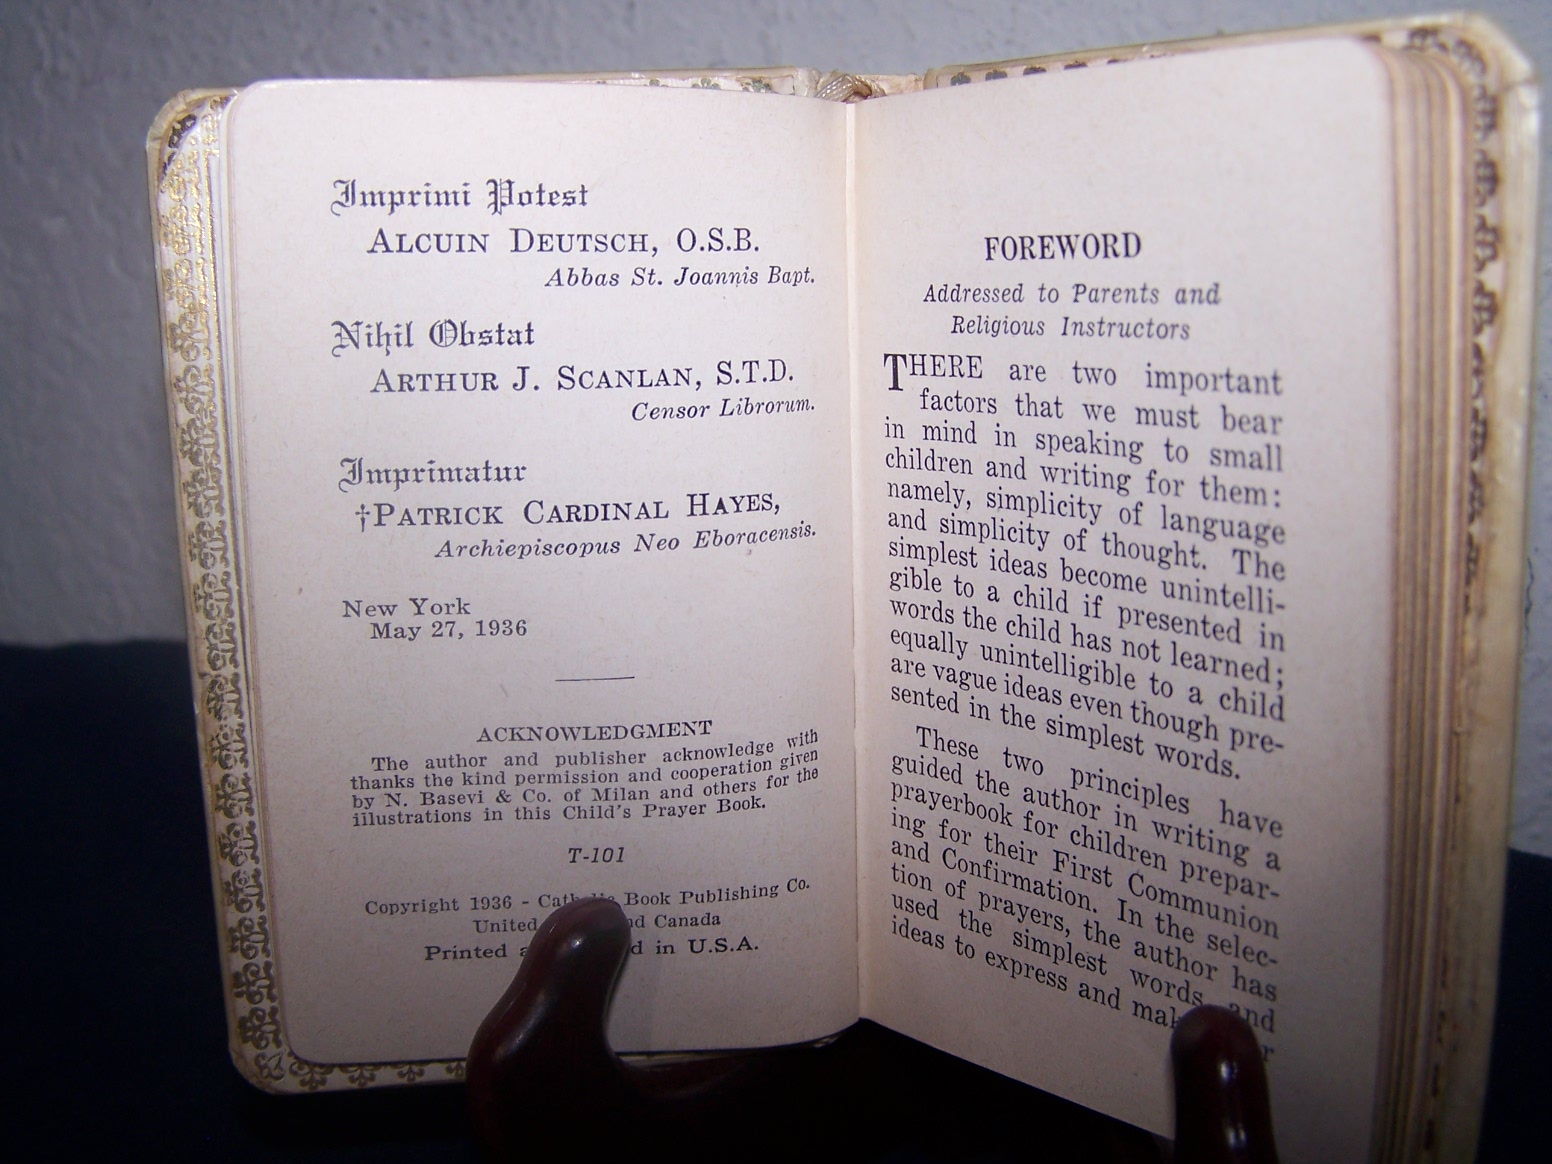 Imprimi Potest
ALCUIN DEUTSCH, O.S.B.
Abbas St. Joannis Bapt.
Nihil Obstat
ARTHUR J. SCANLAN, S.T.D.
Censor Librorum.
Imprimatur
†PATRICK CARDINAL HAYES,
Archiepiscopus Neo Eboracensis.
New York
May 27, 1936
ACKNOWLEDGMENT
The author and publisher acknowledge with
thanks the kind permission and cooperation given
by N. Basevi & Co. of Milan and others for the
illustrations in this Child's Prayer Book.
T-101
Copyright 1936 - Catholic Book Publishing Co.
United Canada
Printed in U.S.A.
FOREWORD
Addressed to Parents and
Religious Instructors
THERE are two important
factors that we must bear
in mind in speaking to small
children and writing for them:
namely, simplicity of language
and simplicity of thought. The
simplest ideas become unintelli-
gible to a child if presented in
words the child has not learned;
equally unintelligible to a child
are vague ideas even though pre-
sented in the simplest words.
These two principles have
guided the author in writing a
prayerbook for children prepar-
ing for their First Communion
and Confirmation. In the selec-
tion of prayers, the author has
used the simplest words and
ideas to express and